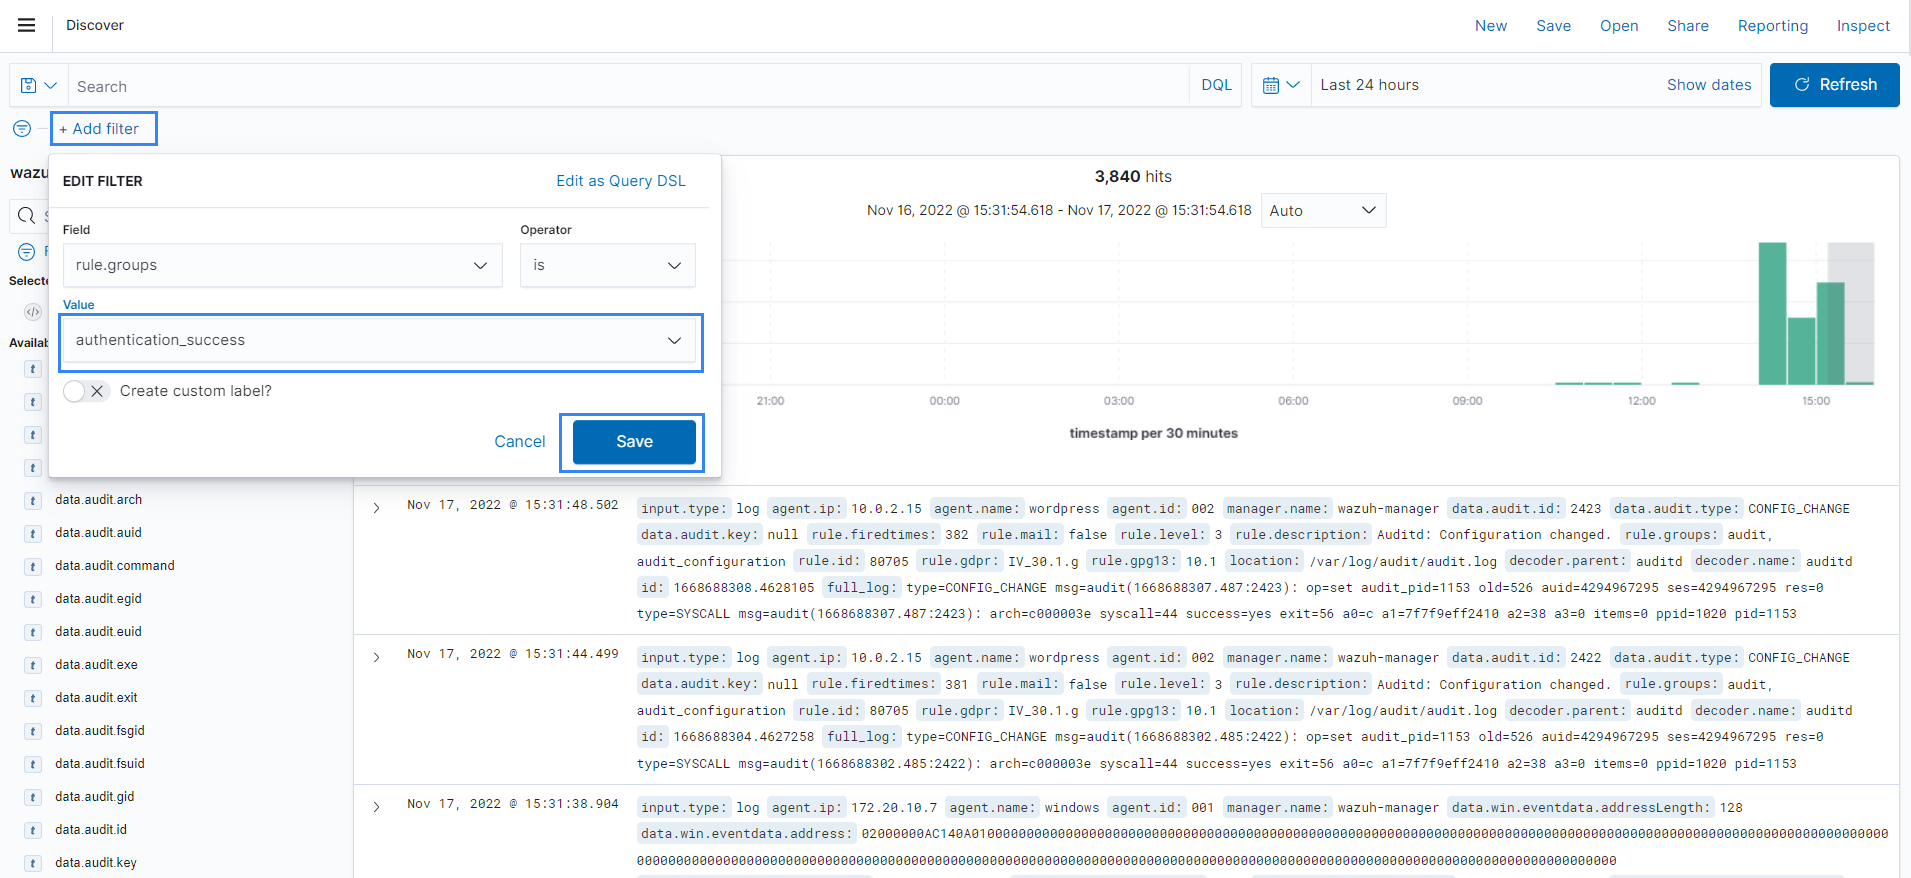 Discover
New Save Open Share Reporting Inspect
Search DQL
Last 24 hours Show dates
Refresh
+ Add filter
wazu
EDIT FILTER Edit as Query DSL
Field Operator
rule.groups is
Value
authentication_success
Create custom label?
Cancel Save
Selecte
Availab
3,840 hits
Nov 16, 2022 @ 15:31:54.618 - Nov 17, 2022 @ 15:31:54.618 Auto
21:00 00:00 03:00 06:00 09:00 12:00 15:00
timestamp per 30 minutes
t
t
t
t
t data.audit.arch
t data.audit.auid
t data.audit.command
t data.audit.egid
t data.audit.euid
t data.audit.exe
t data.audit.exit
t data.audit.fsgid
t data.audit.fsuid
t data.audit.gid
t data.audit.id
t data.audit.key
Nov 17, 2022 @ 15:31:48.502
input.type: log agent.ip: 10.0.2.15 agent.name: wordpress agent.id: 002 manager.name: wazuh-manager data.audit.id: 2423 data.audit.type: CONFIG_CHANGE
data.audit.key: null rule.firedtimes: 382 rule.mail: false rule.level: 3 rule.description: Auditd: Configuration changed. rule.groups: audit,
audit_configuration rule.id: 80705 rule.gdpr: IV_30.1.g rule.gpg13: 10.1 location: /var/log/audit/audit.log decoder.parent: auditd decoder.name: auditd
id: 1668688308.4628105 full_log: type=CONFIG_CHANGE msg=audit(1668688307.487:2423): op=set audit_pid=1153 old=526 auid=4294967295 ses=4294967295 res=0
type=SYSCALL msg=audit(1668688307.487:2423): arch=c000003e syscall=44 success=yes exit=56 a0=c a1=7f7f9eff2410 a2=38 a3=0 items=0 ppid=1020 pid=1153
Nov 17, 2022 @ 15:31:44.499
input.type: log agent.ip: 10.0.2.15 agent.name: wordpress agent.id: 002 manager.name: wazuh-manager data.audit.id: 2422 data.audit.type: CONFIG_CHANGE
data.audit.key: null rule.firedtimes: 381 rule.mail: false rule.level: 3 rule.description: Auditd: Configuration changed. rule.groups: audit,
audit_configuration rule.id: 80705 rule.gdpr: IV_30.1.g rule.gpg13: 10.1 location: /var/log/audit/audit.log decoder.parent: auditd decoder.name: auditd
id: 1668688304.4627258 full_log: type=CONFIG_CHANGE msg=audit(1668688302.485:2422): op=set audit_pid=1153 old=526 auid=4294967295 ses=4294967295 res=0
type=SYSCALL msg=audit(1668688302.485:2422): arch=c000003e syscall=44 success=yes exit=56 a0=c a1=7f7f9eff2410 a2=38 a3=0 items=0 ppid=1020 pid=1153
Nov 17, 2022 @ 15:31:38.904
input.type: log agent.ip: 172.20.10.7 agent.name: windows agent.id: 001 manager.name: wazuh-manager data.win.eventdata.addressLength: 128
data.win.eventdata.address: